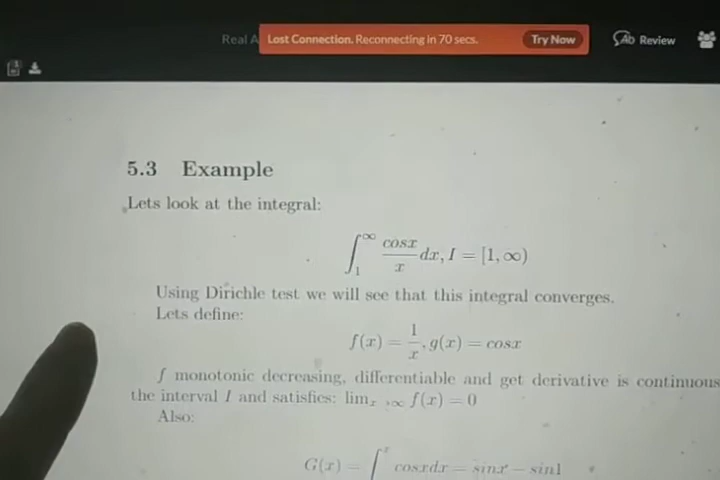 Real A Lost Connection. Reconnecting in 70 secs. Try Now Ab Review
5.3 Example
Lets look at the integral:
∫₁^∞ cosx/x dx, I = [1, ∞)
Using Dirichle test we will see that this integral converges.
Lets define:
f(x) = 1/x, g(x) = cosx
f monotonic decreasing, differentiable and get derivative is continuous
the interval I and satisfies: limₓ→∞ f(x) = 0
Also:
G(x) = ∫ˣ cosxdx = sinx − sin1